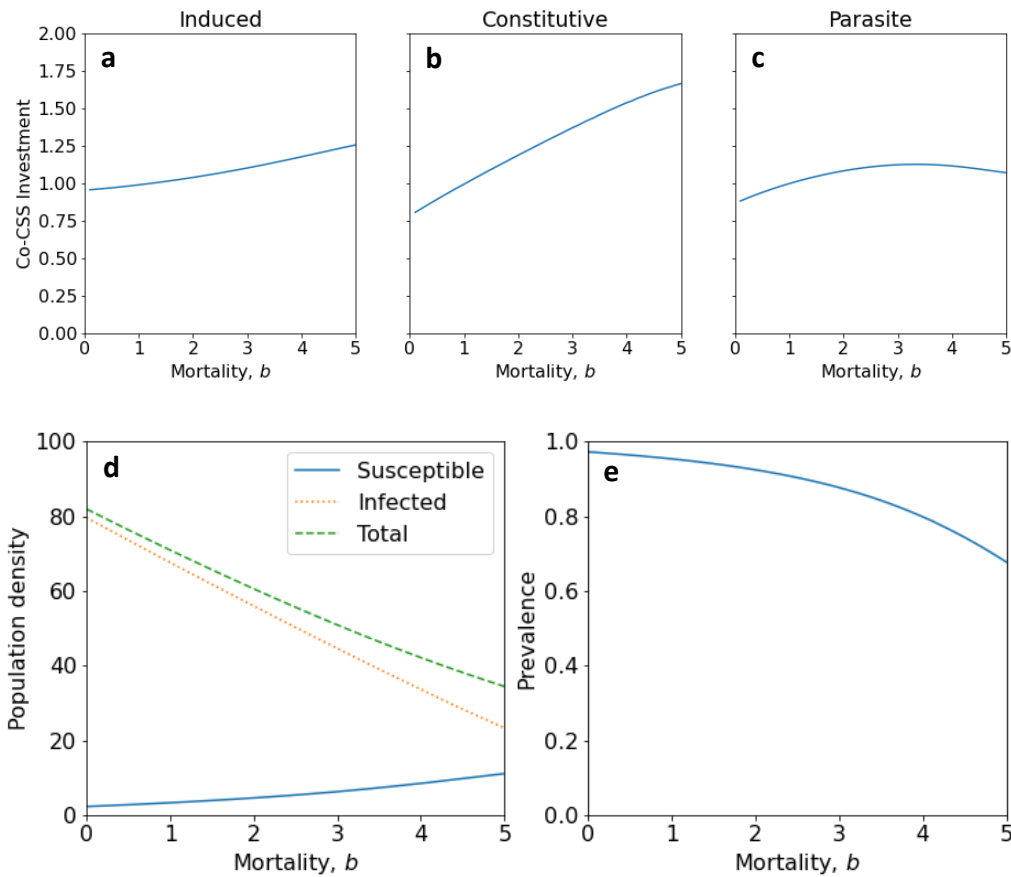 Induced
Constitutive
Parasite
a
b
c
Co-CSS Investment
2.00
1.75
1.50
1.25
1.00
0.75
0.50
0.25
0.00
0 1 2 3 4 5
0 1 2 3 4 5
0 1 2 3 4 5
Mortality, b
Mortality, b
Mortality, b
d
Susceptible
Infected
Total
Population density
100
80
60
40
20
0
0 1 2 3 4 5
Mortality, b
e
Prevalence
1.0
0.8
0.6
0.4
0.2
0.0
0 1 2 3 4 5
Mortality, b